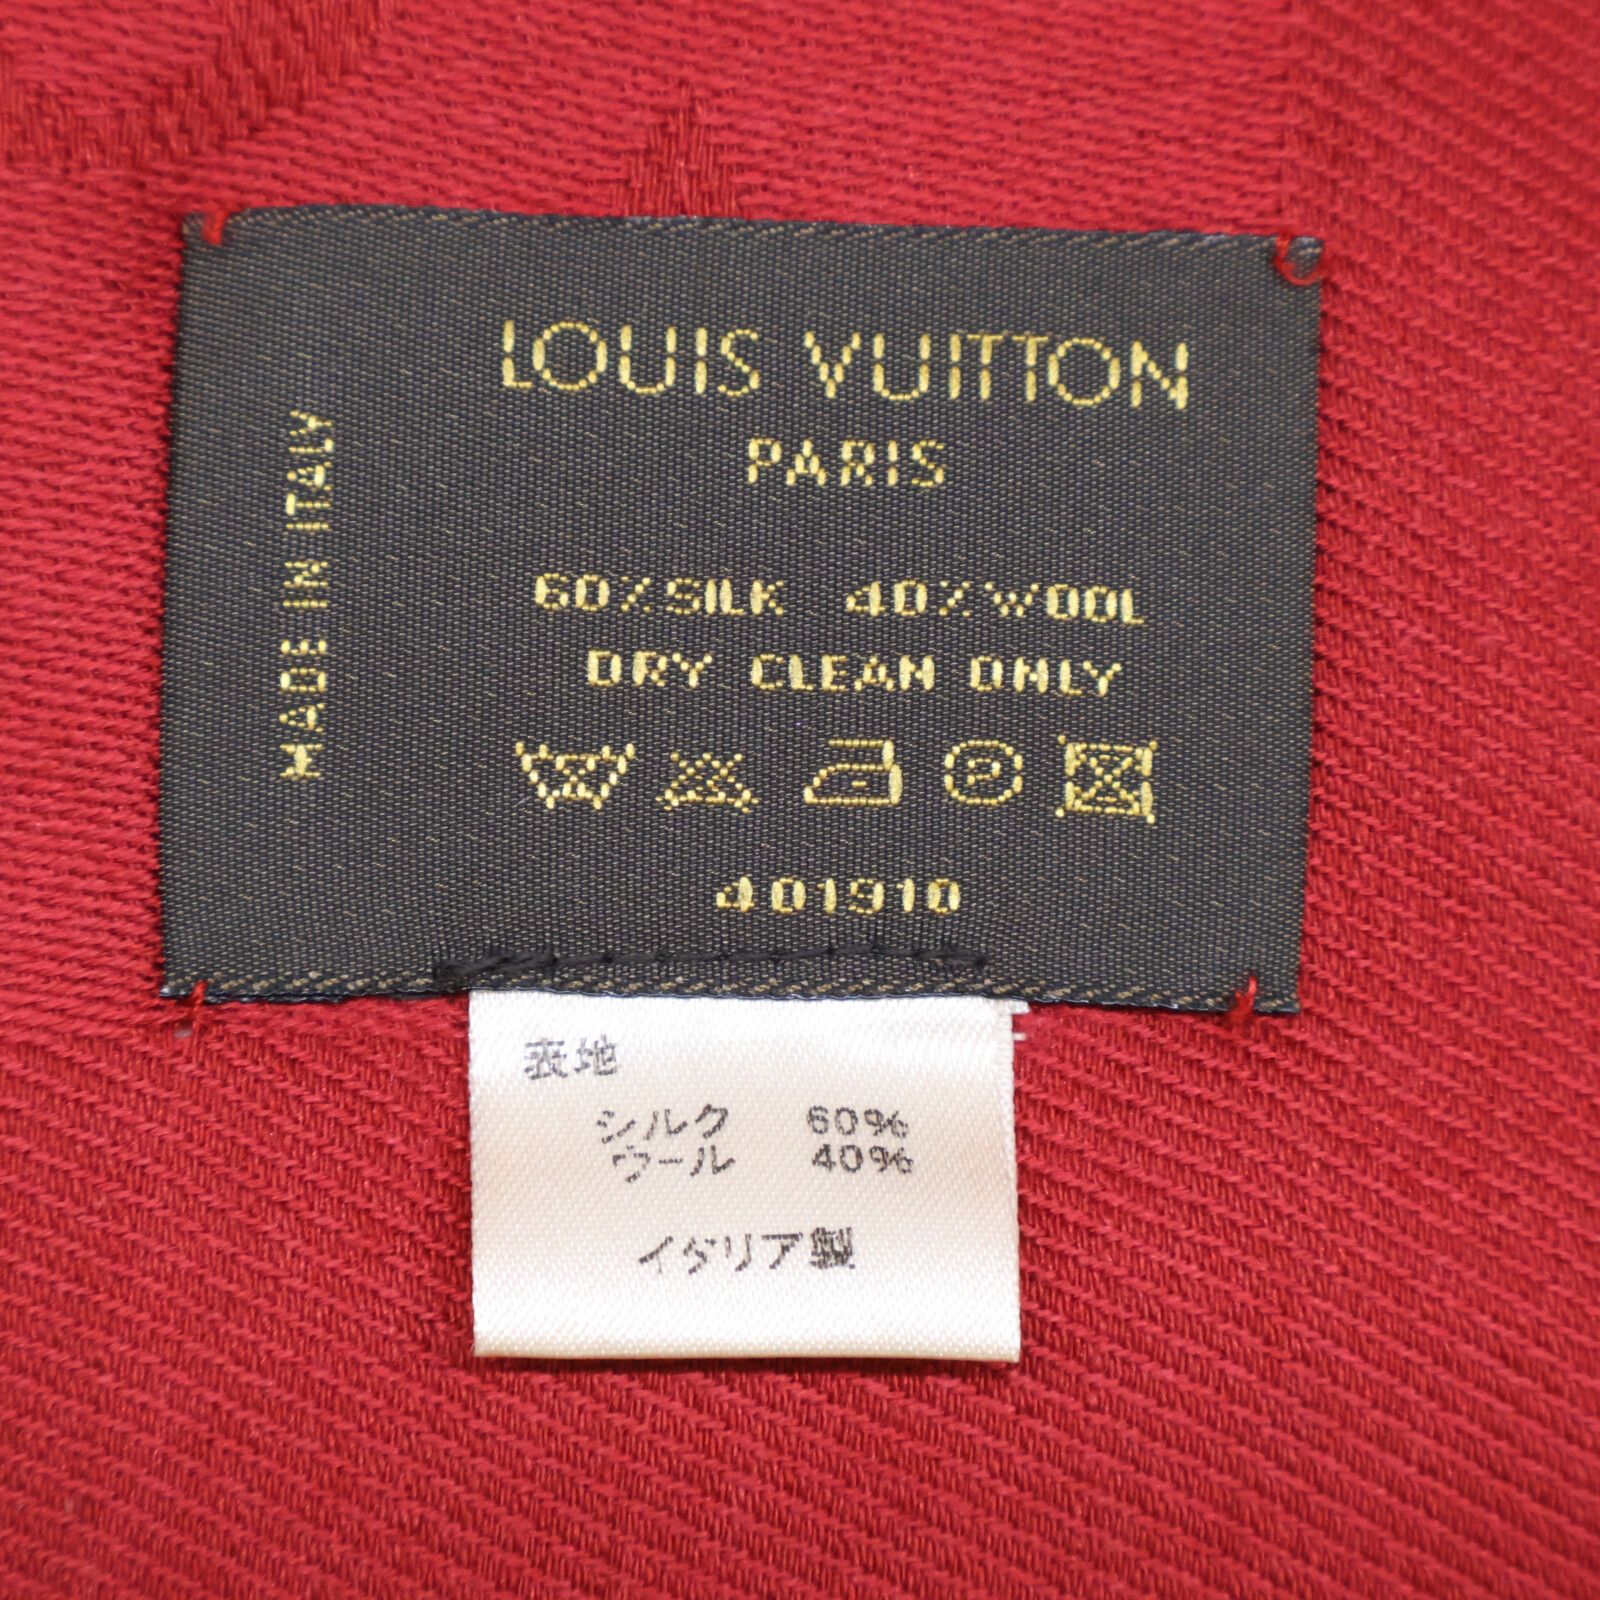 LOUIS VUITTON
PARIS
MADE IN ITALY
60%SILK 40%WOOL
DRY CLEAN ONLY
P
401910
表地
シルク 60%
ウール 40%
イタリア製